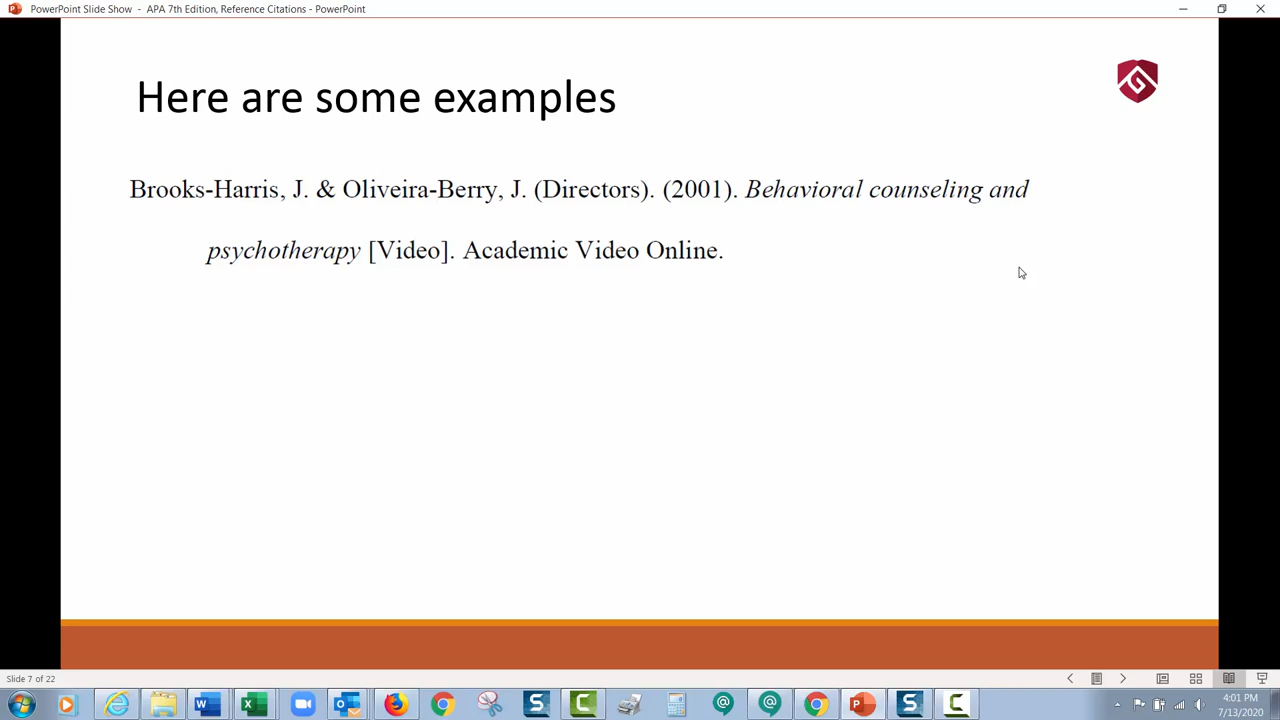 PowerPoint Slide Show - APA 7th Edition, Reference Citations - PowerPoint
Here are some examples
Brooks-Harris, J. & Oliveira-Berry, J. (Directors). (2001). Behavioral counseling and
psychotherapy [Video]. Academic Video Online.
Slide 7 of 22
4:01 PM
7/13/2020